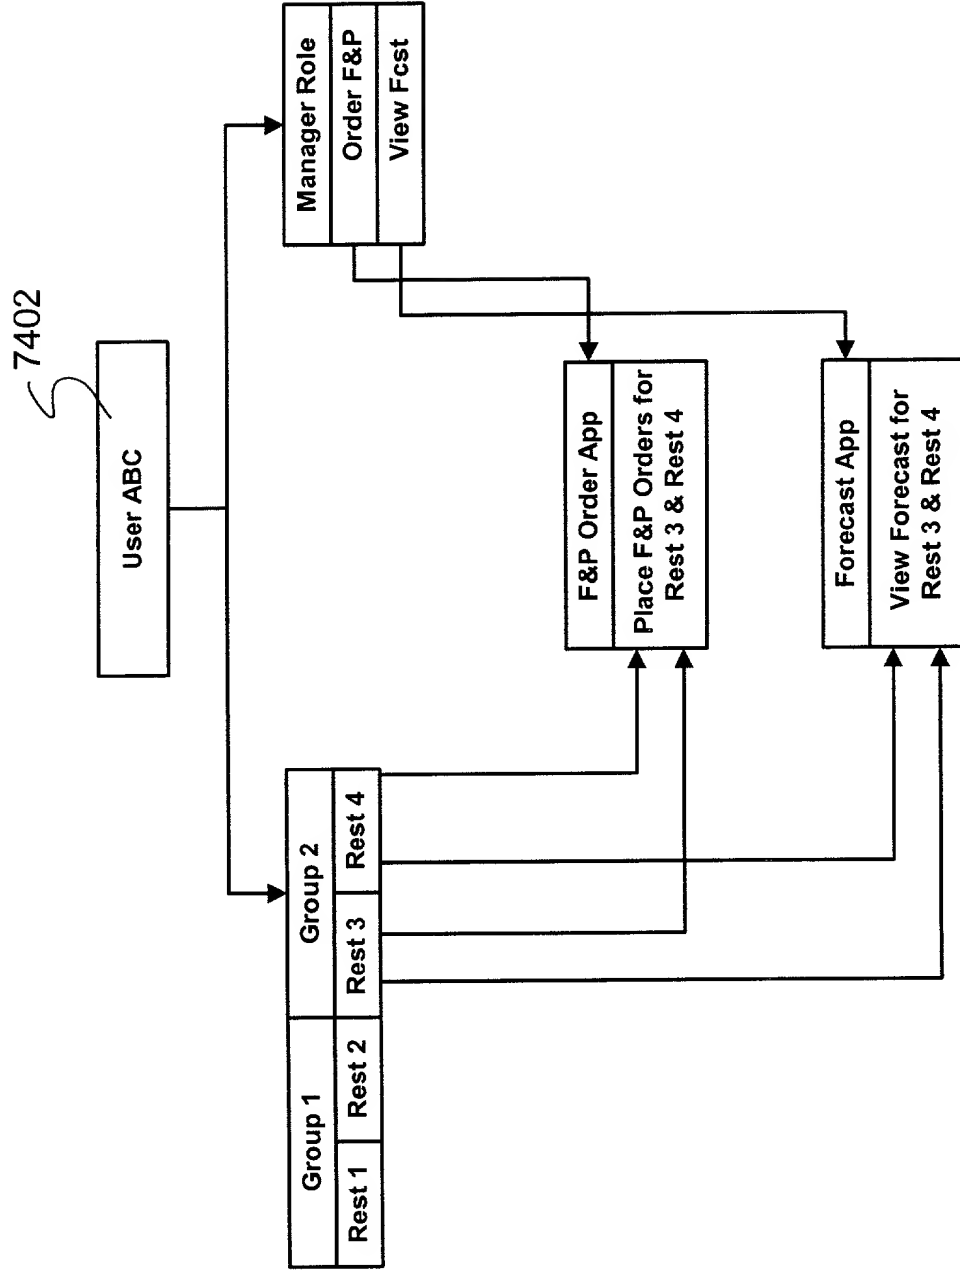 7402
User ABC
Group 1
Group 2
Rest 1
Rest 2
Rest 3
Rest 4
Manager Role
Order F&P
View Fcst
F&P Order App
Place F&P Orders for
Rest 3 & Rest 4
Forecast App
View Forecast for
Rest 3 & Rest 4